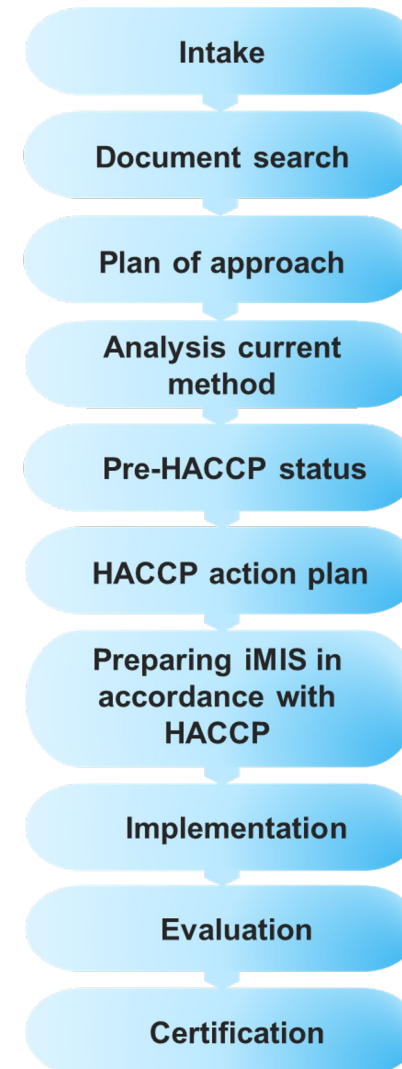 Intake
Document search
Plan of approach
Analysis current
method
Pre-HACCP status
HACCP action plan
Preparing iMIS in
accordance with
HACCP
Implementation
Evaluation
Certification